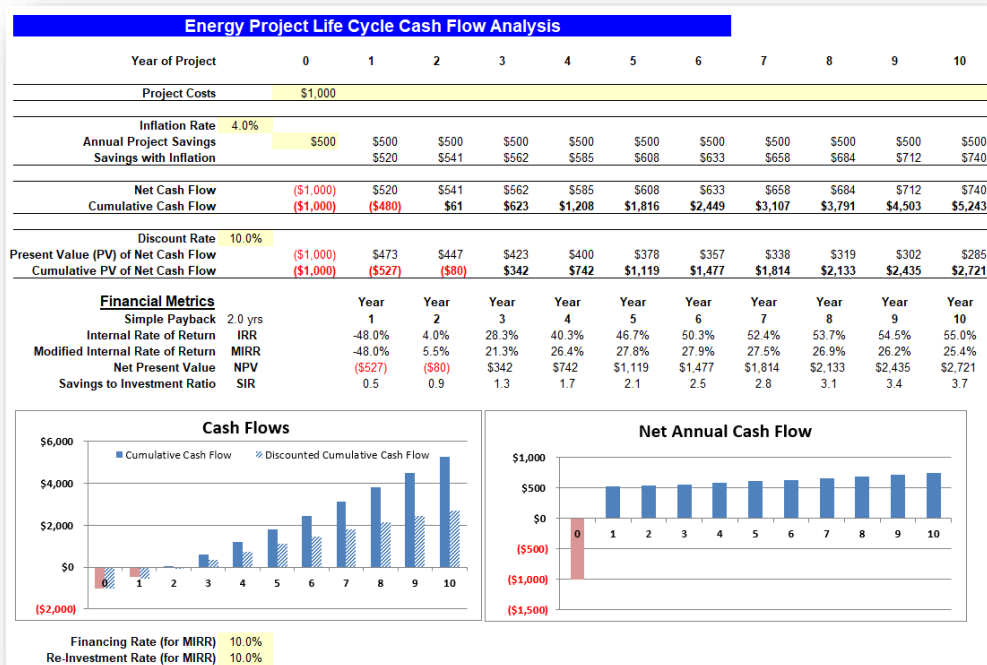 Energy Project Life Cycle Cash Flow Analysis
Year of Project 0 1 2 3 4 5 6 7 8 9 10
Project Costs $1,000
Inflation Rate 4.0%
Annual Project Savings $500 $500 $500 $500 $500 $500 $500 $500 $500 $500 $500
Savings with Inflation $520 $541 $562 $585 $608 $633 $658 $684 $712 $740
Net Cash Flow ($1,000) $520 $541 $562 $585 $608 $633 $658 $684 $712 $740
Cumulative Cash Flow ($1,000) ($480) $61 $623 $1,208 $1,816 $2,449 $3,107 $3,791 $4,503 $5,243
Discount Rate 10.0%
Present Value (PV) of Net Cash Flow ($1,000) $473 $447 $423 $400 $378 $357 $338 $319 $302 $285
Cumulative PV of Net Cash Flow ($1,000) ($527) ($80) $342 $742 $1,119 $1,477 $1,814 $2,133 $2,435 $2,721
Financial Metrics Year Year Year Year Year Year Year Year Year Year
Simple Payback 2.0 yrs 1 2 3 4 5 6 7 8 9 10
Internal Rate of Return IRR -48.0% 4.0% 28.3% 40.3% 46.7% 50.3% 52.4% 53.7% 54.5% 55.0%
Modified Internal Rate of Return MIRR -48.0% 5.5% 21.3% 26.4% 27.8% 27.9% 27.5% 26.9% 26.2% 25.4%
Net Present Value NPV ($527) ($80) $342 $742 $1,119 $1,477 $1,814 $2,133 $2,435 $2,721
Savings to Investment Ratio SIR 0.5 0.9 1.3 1.7 2.1 2.5 2.8 3.1 3.4 3.7
Cash Flows
$6,000
Cumulative Cash Flow Discounted Cumulative Cash Flow
$4,000
$2,000
$0
0 1 2 3 4 5 6 7 8 9 10
($2,000)
Net Annual Cash Flow
$1,000
$500
$0
0 1 2 3 4 5 6 7 8 9 10
($500)
($1,000)
($1,500)
Financing Rate (for MIRR) 10.0%
Re-Investment Rate (for MIRR) 10.0%